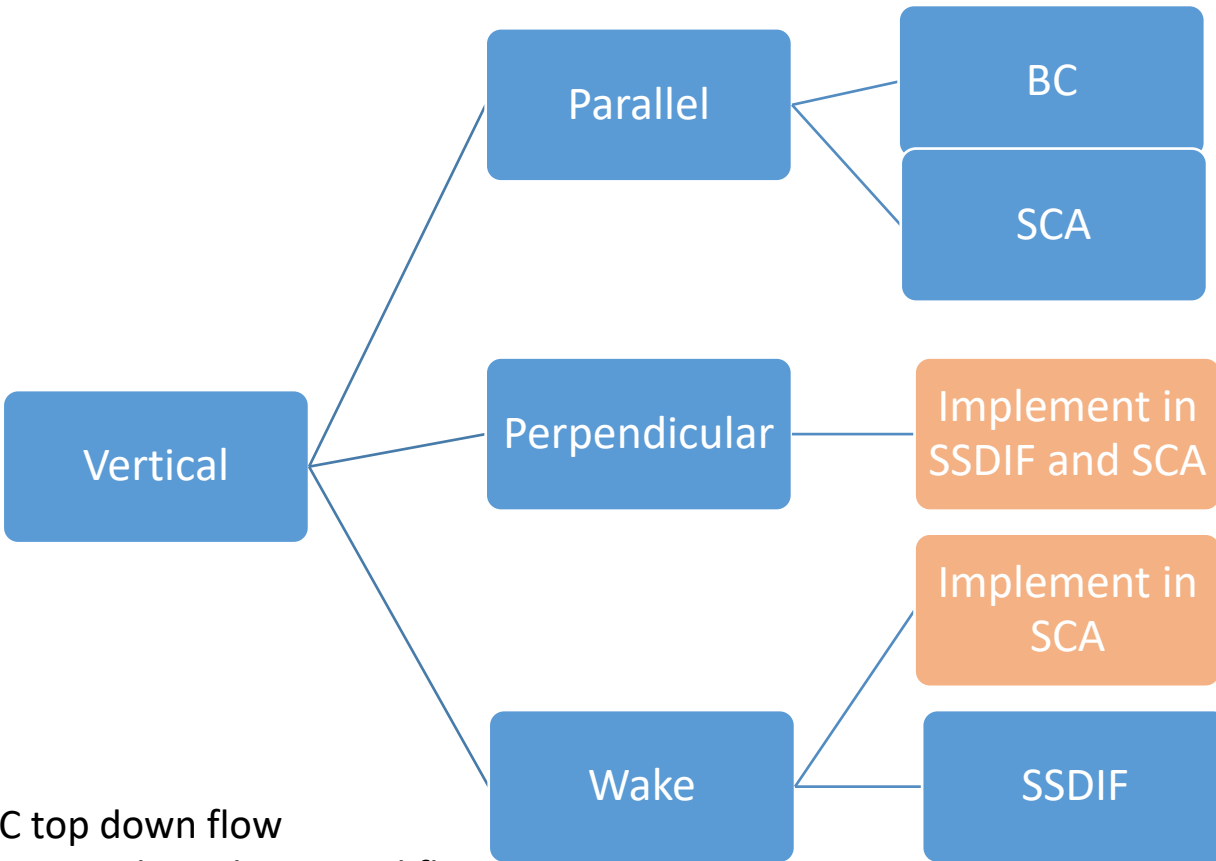 Parallel
BC
SCA
Vertical
Perpendicular
Implement in
SSDIF and SCA
Implement in
SCA
Wake
SSDIF
C top down flow